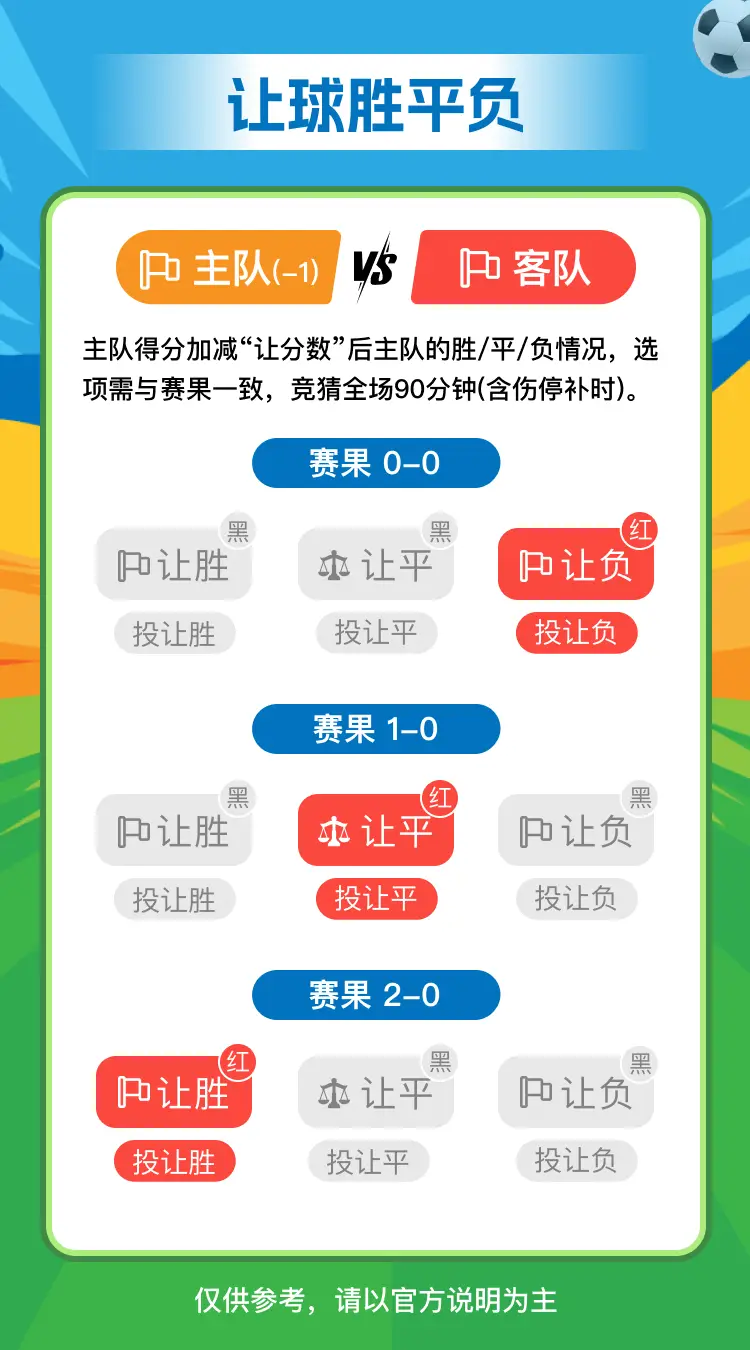 让球胜平负
主队(-1) VS 客队
主队得分加减“让分数”后主队的胜/平/负情况，选
项需与赛果一致，竞猜全场90分钟(含伤停补时)。
赛果 0-0
黑 黑 红
让胜 让平 让负
投让胜 投让平 投让负
赛果 1-0
黑 红 黑
让胜 让平 让负
投让胜 投让平 投让负
赛果 2-0
红 黑 黑
让胜 让平 让负
投让胜 投让平 投让负
仅供参考，请以官方说明为主